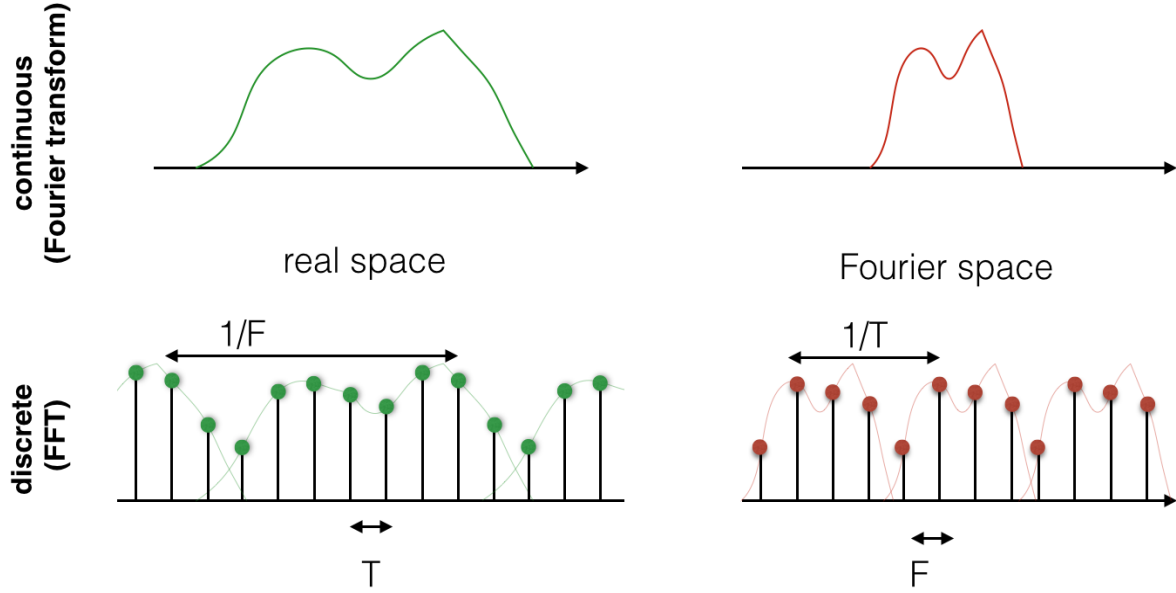 continuous
(Fourier transform)
real space
Fourier space
discrete
(FFT)
1/F
1/T
T
F